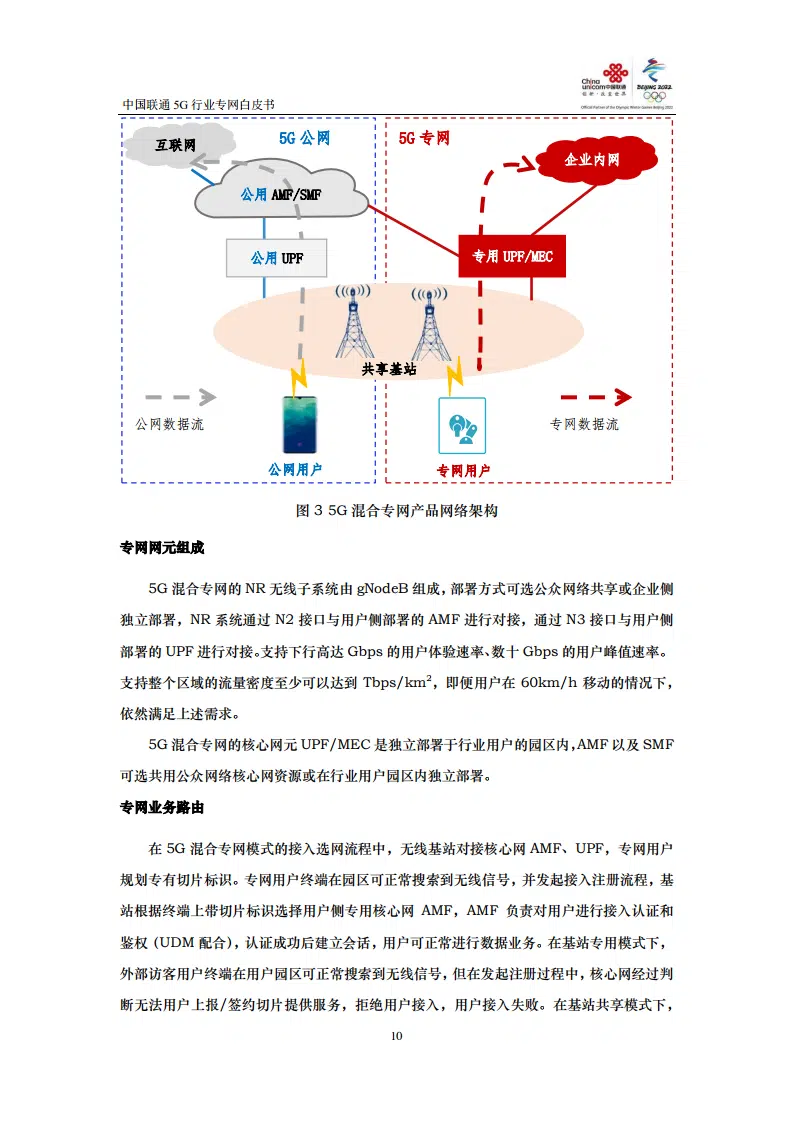 中国联通 5G 行业专网白皮书
China
unicom中国联通
创新·改变世界
BEIJING 2022
Official Partner of the Olympic Winter Games Beijing 2022
互联网
5G 公网
5G 专网
企业内网
公用 AMF/SMF
公用 UPF
专用 UPF/MEC
共享基站
公网数据流
专网数据流
公网用户
专网用户
图 3 5G 混合专网产品网络架构
专网网元组成
5G 混合专网的 NR 无线子系统由 gNodeB 组成，部署方式可选公众网络共享或企业侧
独立部署，NR 系统通过 N2 接口与用户侧部署的 AMF 进行对接，通过 N3 接口与用户侧
部署的 UPF 进行对接。支持下行高达 Gbps 的用户体验速率、数十 Gbps 的用户峰值速率。
支持整个区域的流量密度至少可以达到 Tbps/km²，即便用户在 60km/h 移动的情况下，
依然满足上述需求。
5G 混合专网的核心网元 UPF/MEC 是独立部署于行业用户的园区内，AMF 以及 SMF
可选共用公众网络核心网资源或在行业用户园区内独立部署。
专网业务路由
在 5G 混合专网模式的接入选网流程中，无线基站对接核心网 AMF、UPF，专网用户
规划专有切片标识。专网用户终端在园区可正常搜索到无线信号，并发起接入注册流程，基
站根据终端上带切片标识选择用户侧专用核心网 AMF，AMF 负责对用户进行接入认证和
鉴权（UDM 配合），认证成功后建立会话，用户可正常进行数据业务。在基站专用模式下，
外部访客用户终端在用户园区可正常搜索到无线信号，但在发起注册过程中，核心网经过判
断无法用户上报/签约切片提供服务，拒绝用户接入，用户接入失败。在基站共享模式下，
10